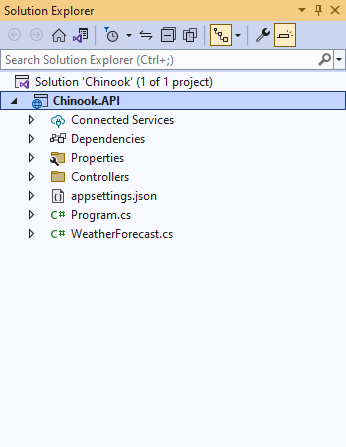 Solution Explorer
Search Solution Explorer (Ctrl+;)
Solution 'Chinook' (1 of 1 project)
Chinook.API
Connected Services
Dependencies
Properties
Controllers
appsettings.json
C# Program.cs
C# WeatherForecast.cs